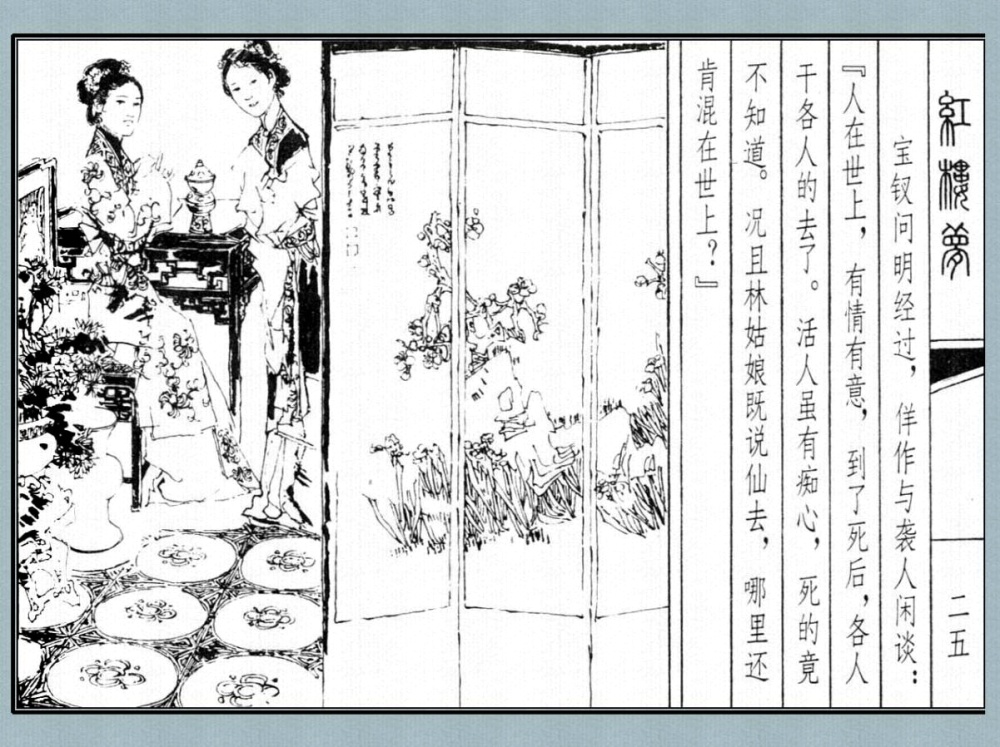 红楼梦
二五
宝钗问明经过，佯作与袭人闲谈：
『人在世上，有情有意，到了死后，各人
干各人的去了。活人虽有痴心，死的竟
不知道。况且林姑娘既说仙去，哪里还
肯混在世上？』